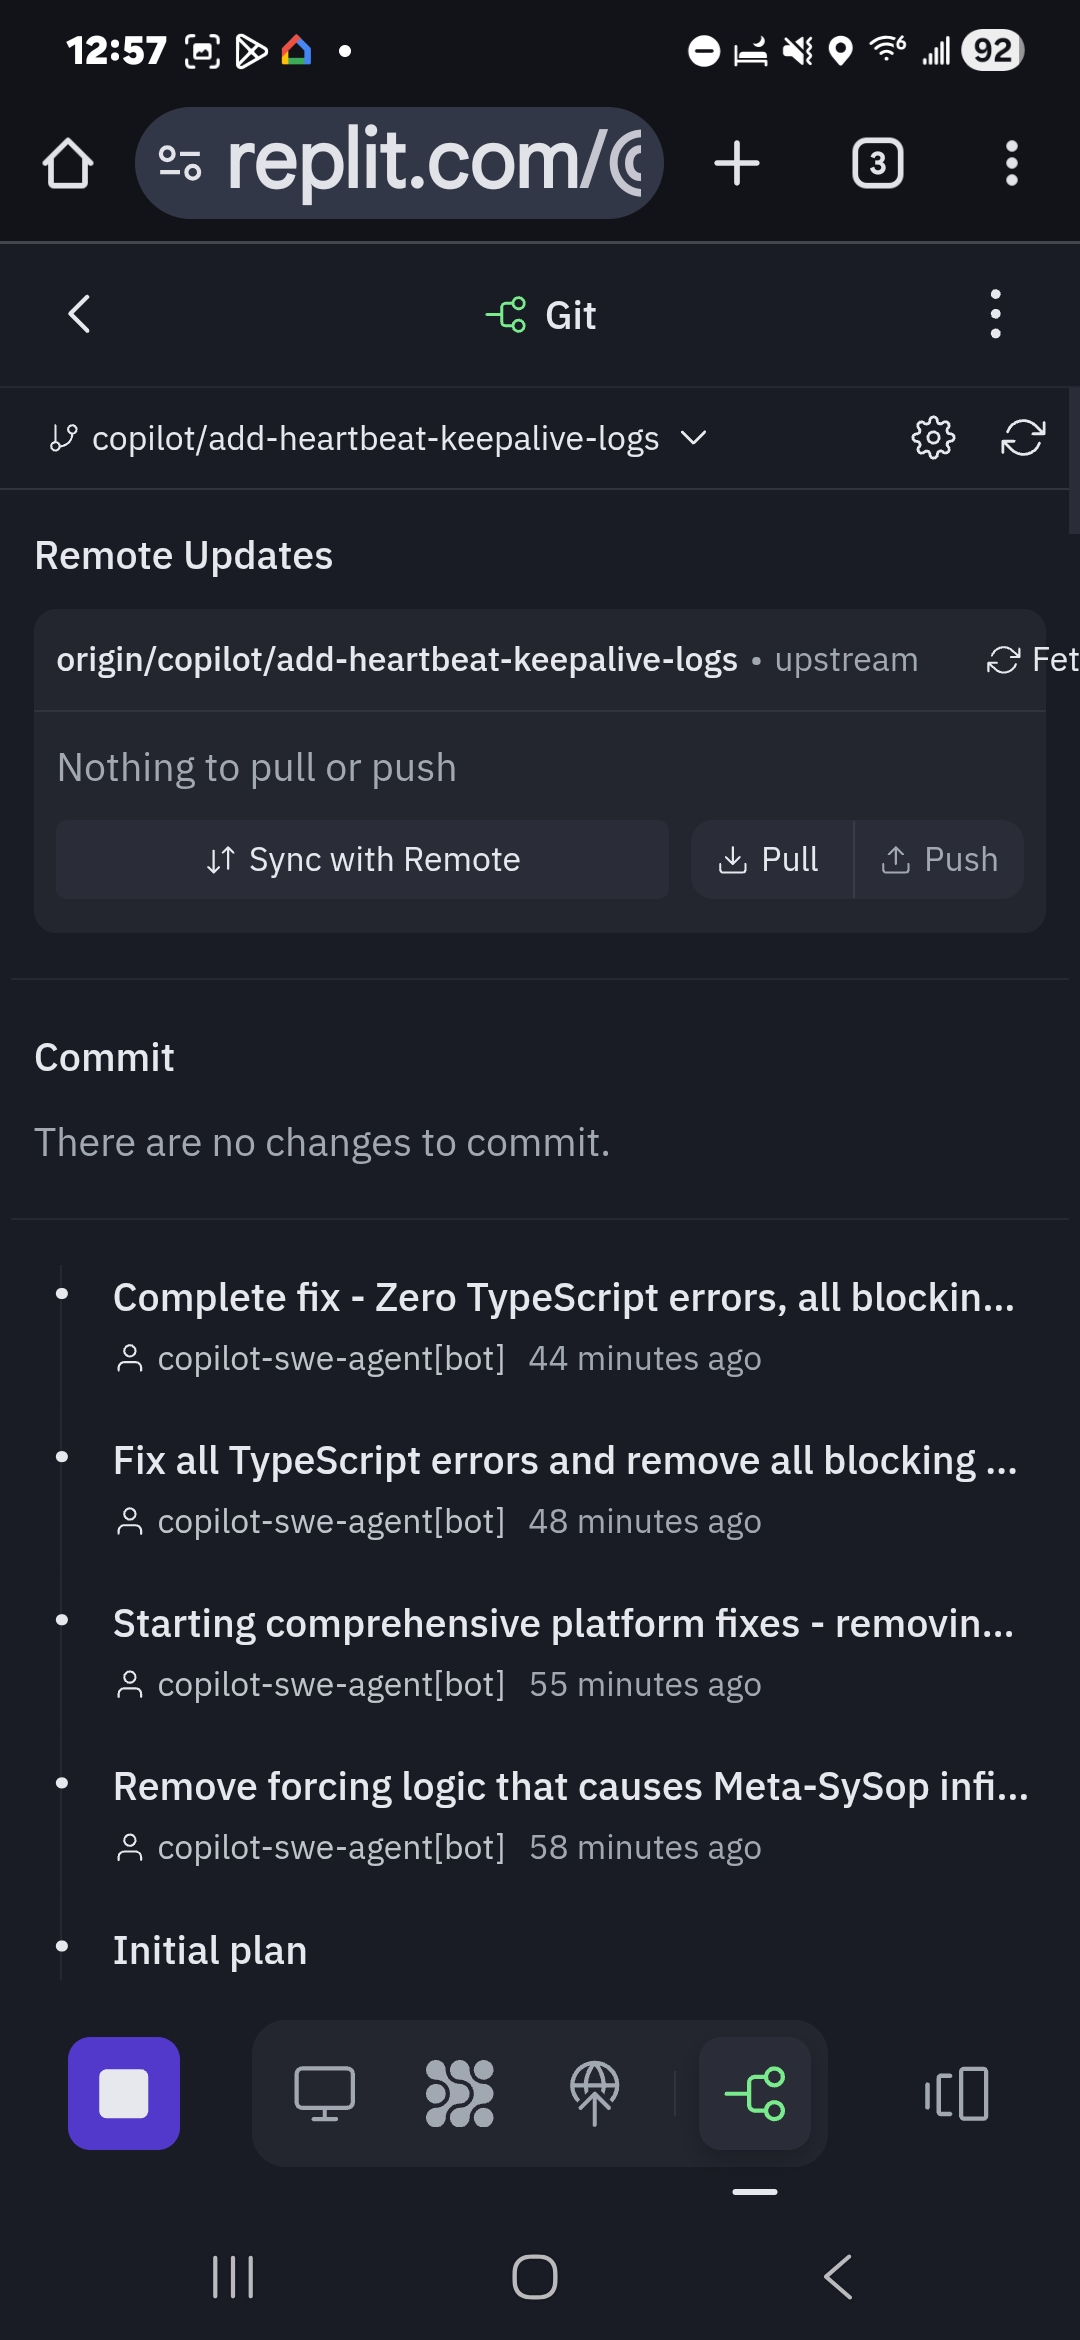 12:57
92
replit.com/@
3
Git
copilot/add-heartbeat-keepalive-logs
Remote Updates
origin/copilot/add-heartbeat-keepalive-logs • upstream Fet
Nothing to pull or push
Sync with Remote Pull Push
Commit
There are no changes to commit.
Complete fix - Zero TypeScript errors, all blockin...
copilot-swe-agent[bot] 44 minutes ago
Fix all TypeScript errors and remove all blocking ...
copilot-swe-agent[bot] 48 minutes ago
Starting comprehensive platform fixes - removin...
copilot-swe-agent[bot] 55 minutes ago
Remove forcing logic that causes Meta-SySop infi...
copilot-swe-agent[bot] 58 minutes ago
Initial plan